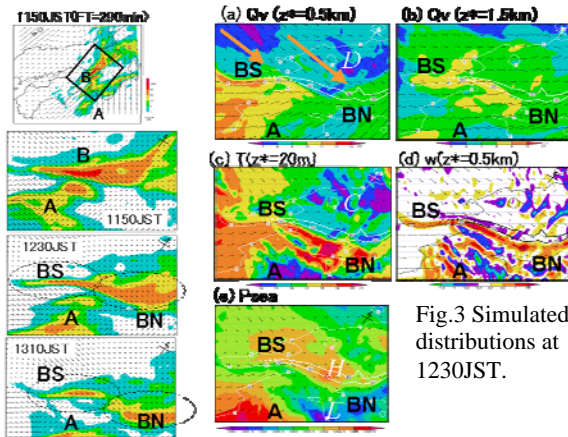 1150JST(FT=290min)
B
A
B
A
1150JST
1230JST
BS
A
BN
1310JST
BS
A
BN
(a) Qv (z*=0.5km)
BS
D
A
BN
(b) Qv (z*=1.5km)
BS
A
BN
(c) T(z*=20m)
BS
C
A
BN
(d) w(z*=0.5km)
BS
A
BN
(e) Psea
BS
H
A
L
BN
Fig.3 Simulated
distributions at
1230JST.